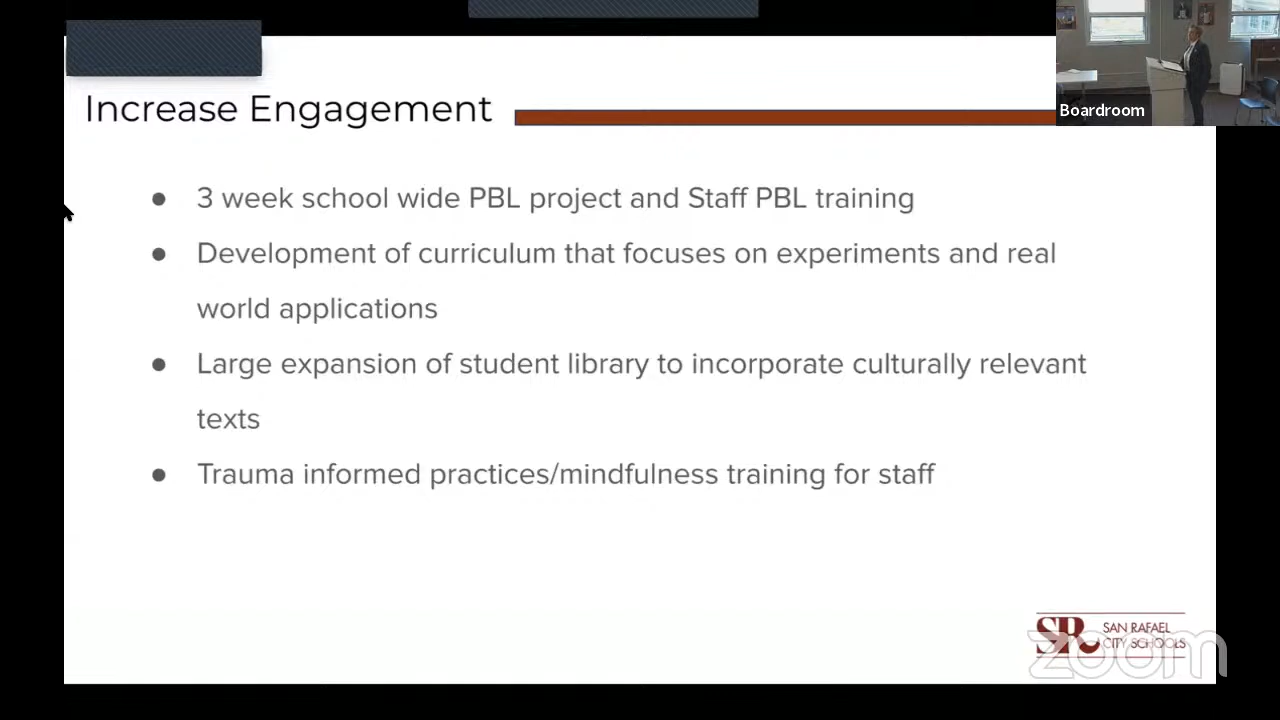 Increase Engagement
Boardroom
● 3 week school wide PBL project and Staff PBL training
● Development of curriculum that focuses on experiments and real
world applications
● Large expansion of student library to incorporate culturally relevant
texts
● Trauma informed practices/mindfulness training for staff
SR SAN RAFAEL
CITY SCHOOLS
zoom